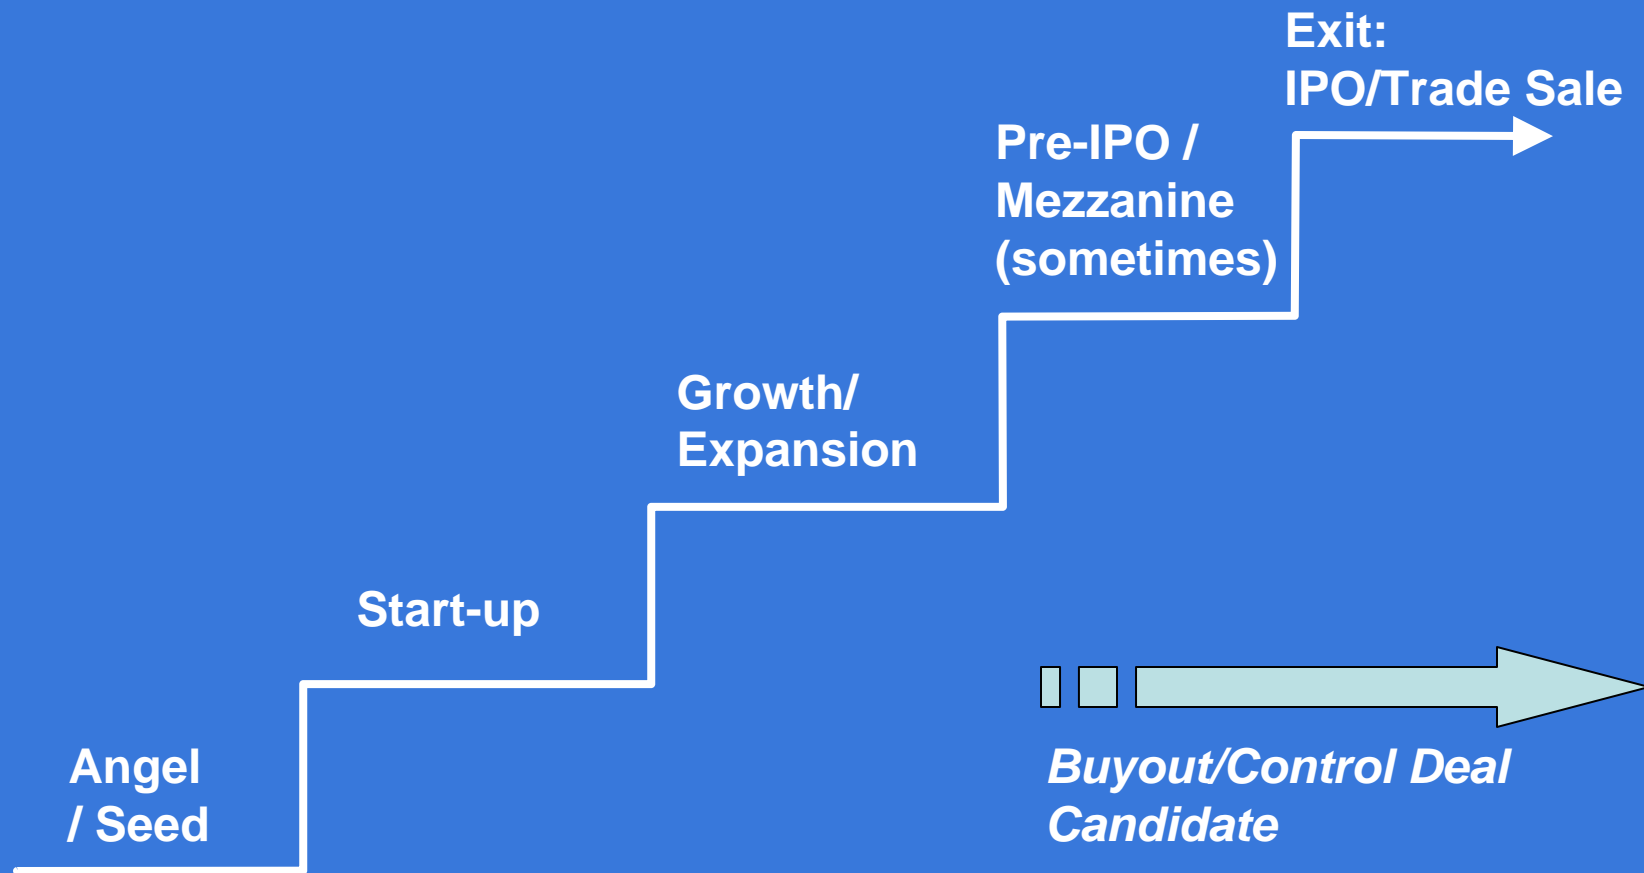 Exit:
IPO/Trade Sale
Pre-IPO /
Mezzanine
(sometimes)
Growth/
Expansion
Start-up
Angel
/ Seed
Buyout/Control Deal
Candidate